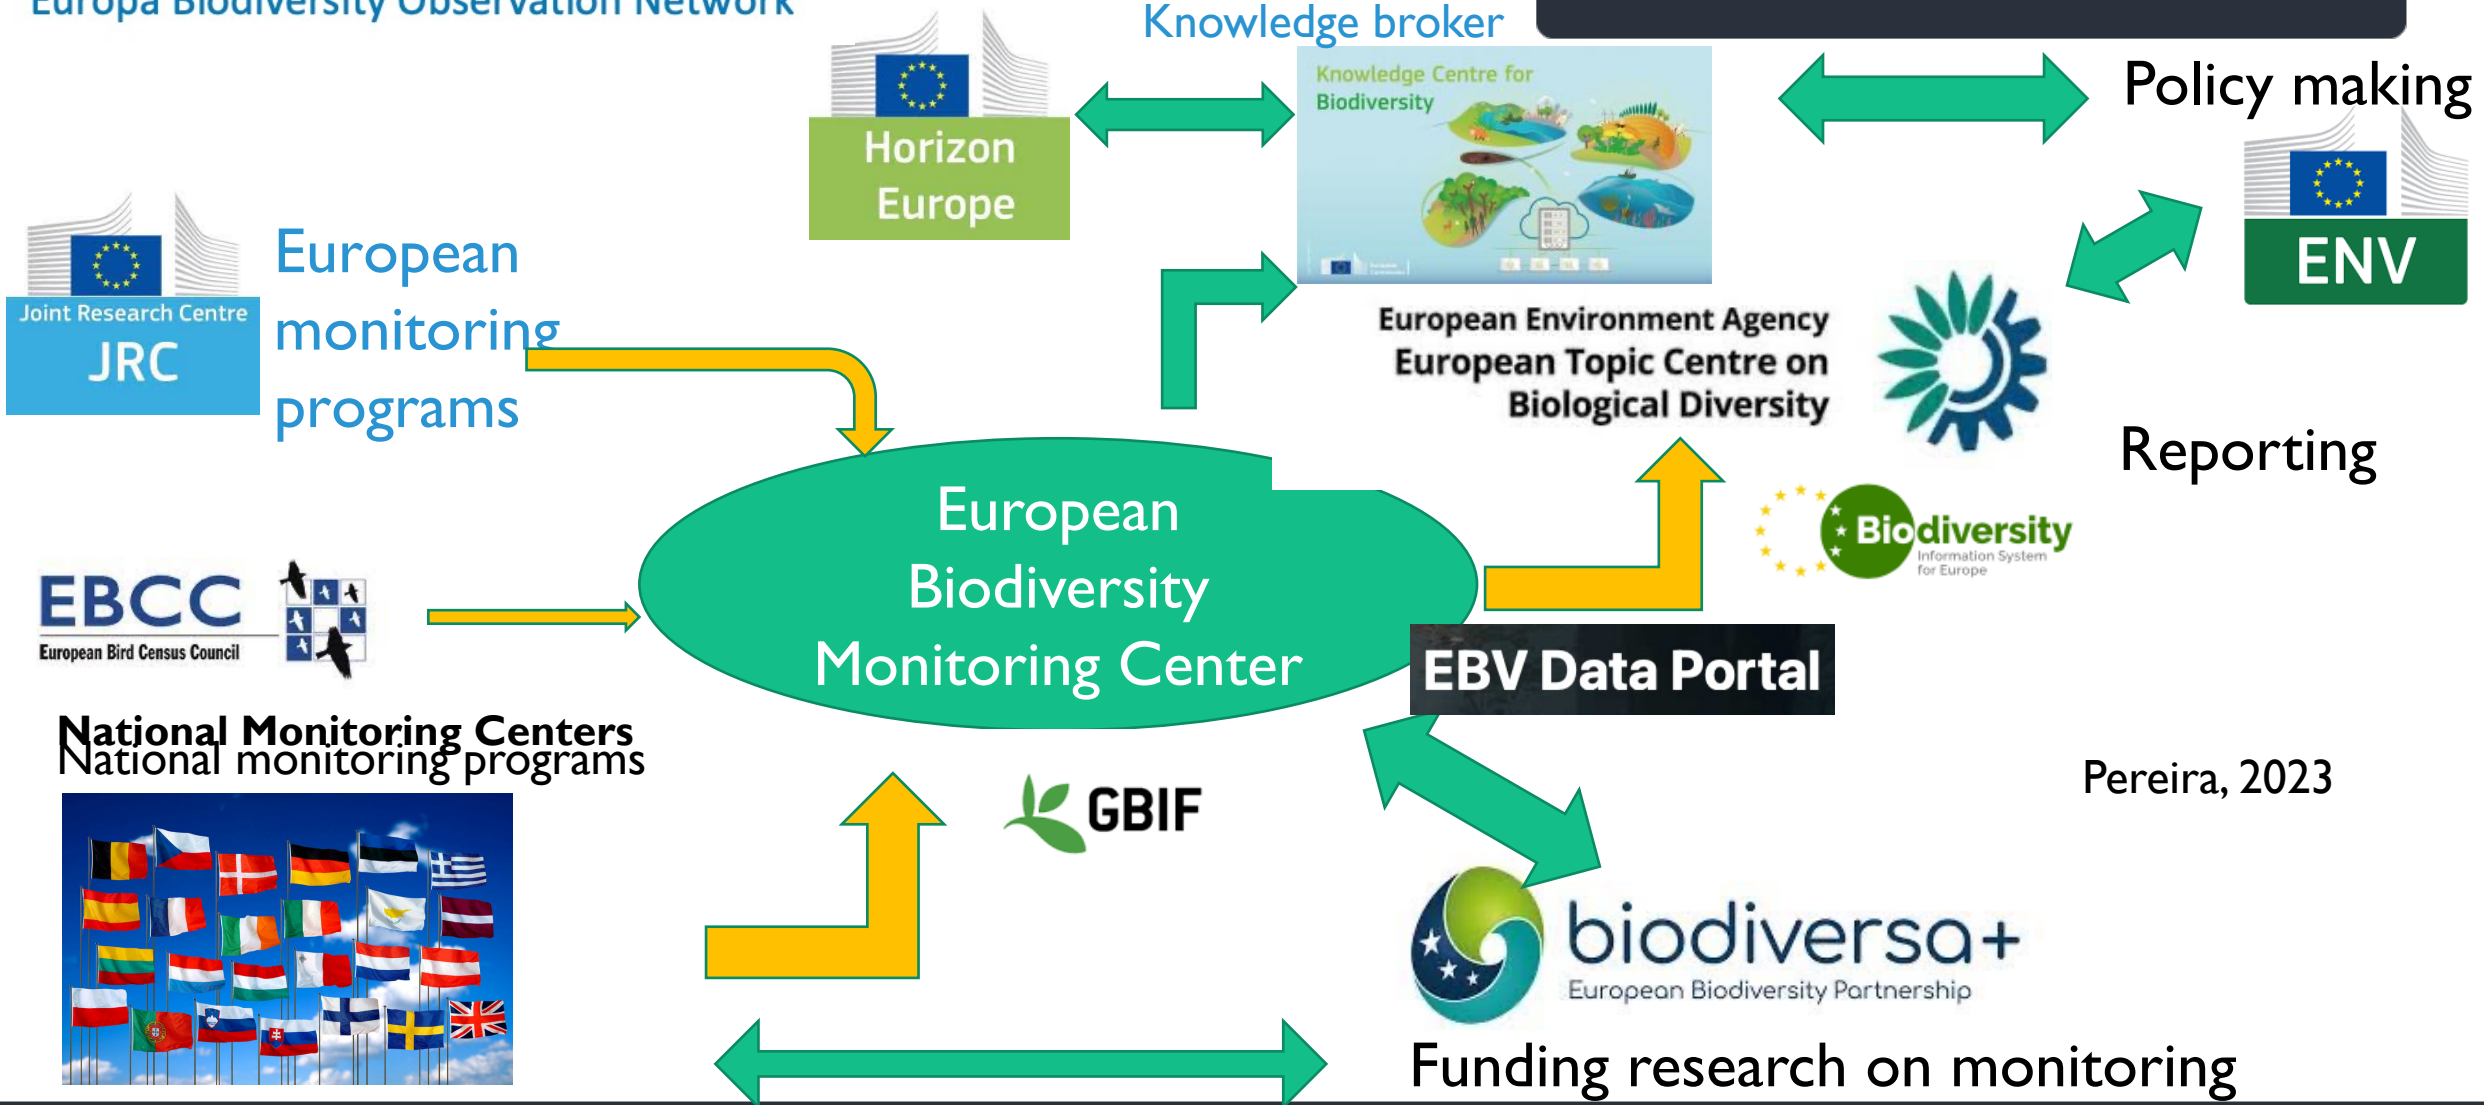 Europa Biodiversity Observation Network
Knowledge broker
Knowledge Centre for
Biodiversity
Policy making
Horizon
Europe
ENV
Joint Research Centre
JRC
European
monitoring
programs
European Environment Agency
European Topic Centre on
Biological Diversity
Reporting
Biodiversity
Information System
for Europe
European
Biodiversity
Monitoring Center
EBCC
European Bird Census Council
EBV Data Portal
National Monitoring Centers
National monitoring programs
GBIF
Pereira, 2023
biodiversa+
European Biodiversity Partnership
Funding research on monitoring